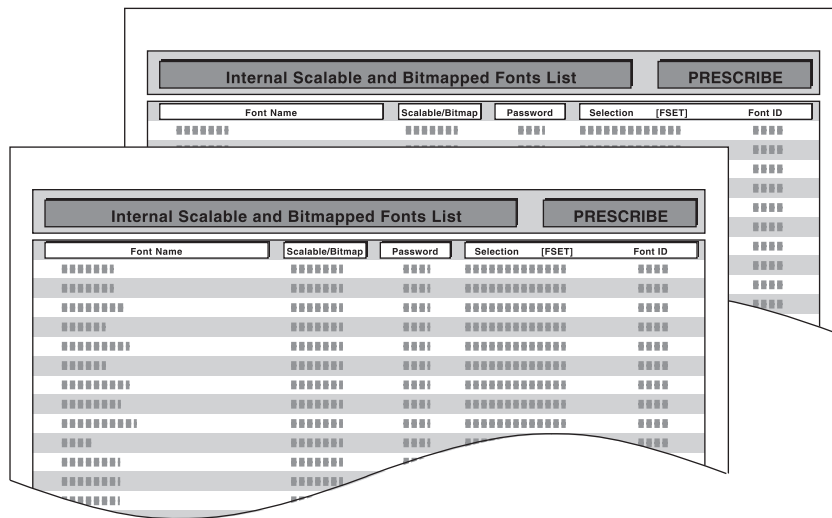 Internal Scalable and Bitmapped Fonts List PRESCRIBE
Font Name Scalable/Bitmap Password Selection [FSET] Font ID
Internal Scalable and Bitmapped Fonts List PRESCRIBE
Font Name Scalable/Bitmap Password Selection [FSET] Font ID